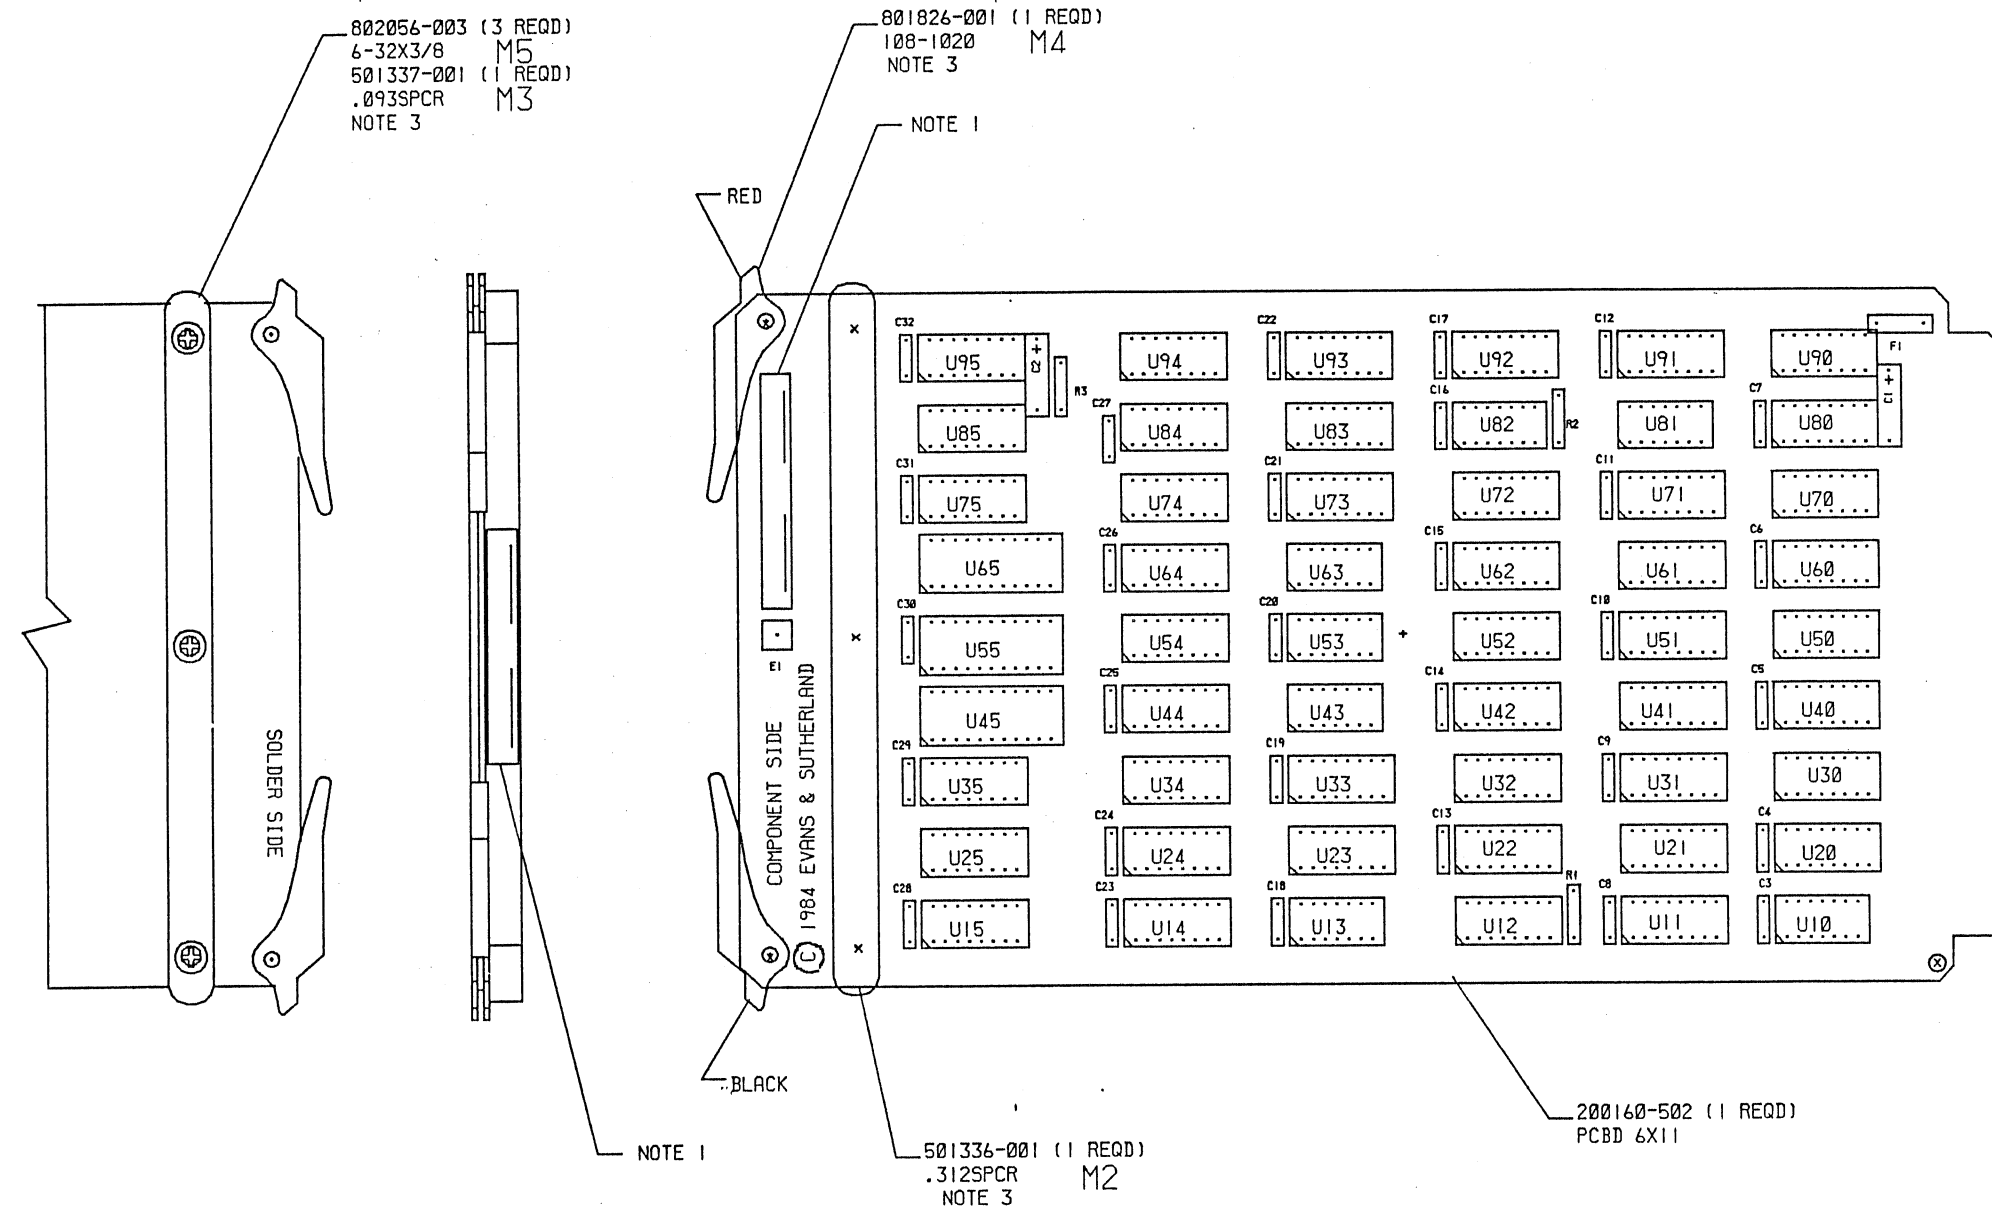 802056-003 (3 REQD)
6-32X3/8 M5
501337-001 (1 REQD)
.093SPCR M3
NOTE 3
801826-001 (1 REQD)
108-1020 M4
NOTE 3
NOTE 1
RED
C32
C22
C17
C12
U95
C2 +
U94
U93
U92
U91
U90
F1
R3
C27
C16
C7
C1 +
U85
U84
U83
U82
R2
U81
U80
C31
C21
C11
U75
U74
U73
U72
U71
U70
C26
C15
C6
U65
U64
U63
U62
U61
U60
C30
C20
C10
U55
U54
U53
+
U52
U51
U50
E1
C25
C14
C5
U45
U44
U43
U42
U41
U40
C29
C19
C9
U35
U34
U33
U32
U31
U30
C24
C13
C4
U25
U24
U23
U22
U21
U20
C28
C23
C18
R1
C8
C3
U15
U14
U13
U12
U11
U10
SOLDER SIDE
COMPONENT SIDE
© 1984 EVANS & SUTHERLAND
BLACK
NOTE 1
501336-001 (1 REQD)
.312SPCR M2
NOTE 3
200160-502 (1 REQD)
PCBD 6X11